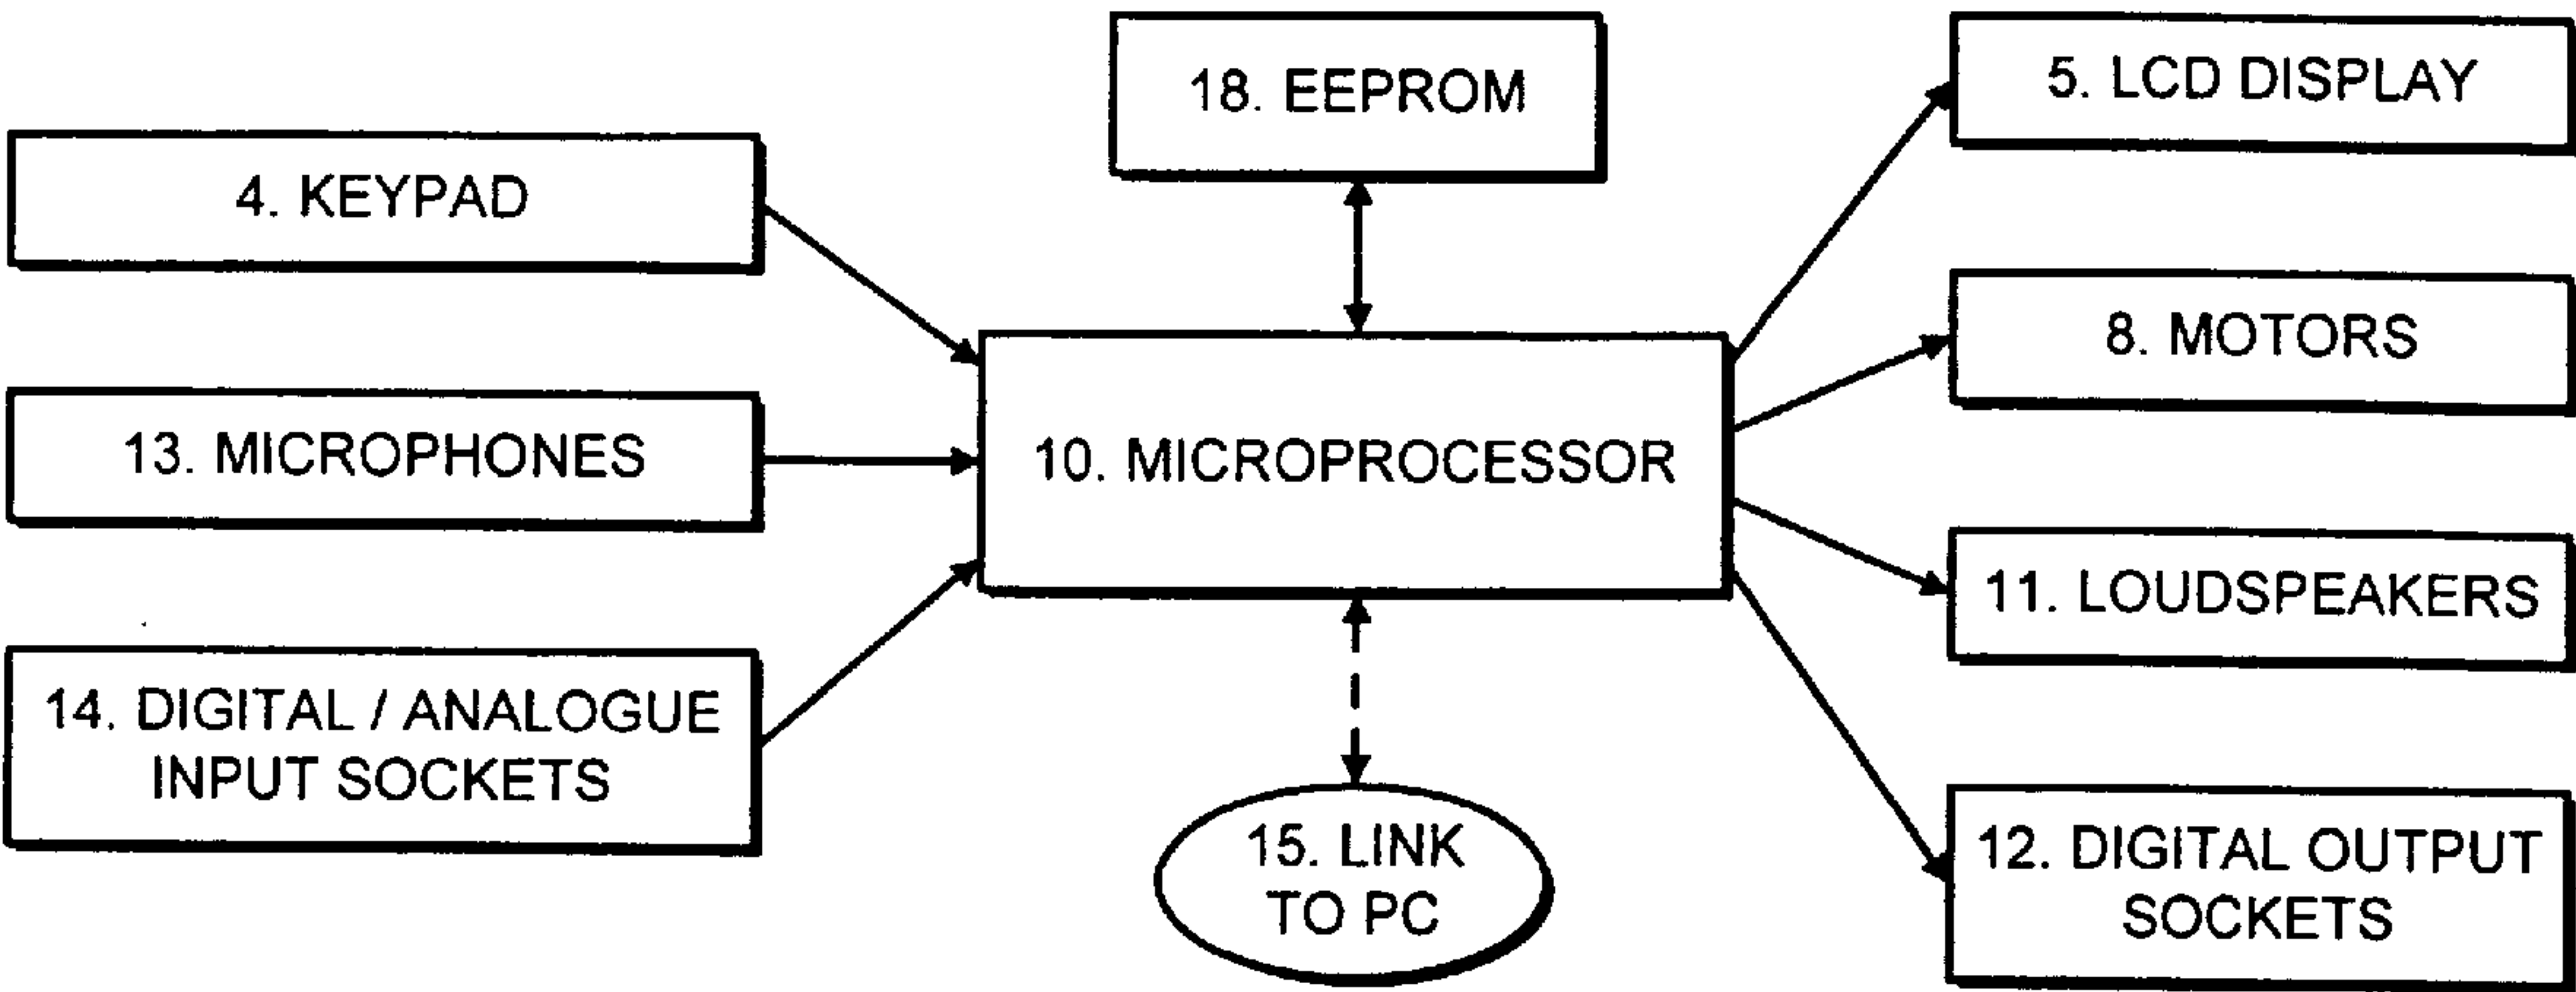 18. EEPROM
5. LCD DISPLAY
4. KEYPAD
8. MOTORS
13. MICROPHONES
10. MICROPROCESSOR
11. LOUDSPEAKERS
14. DIGITAL / ANALOGUE
INPUT SOCKETS
15. LINK
TO PC
12. DIGITAL OUTPUT
SOCKETS